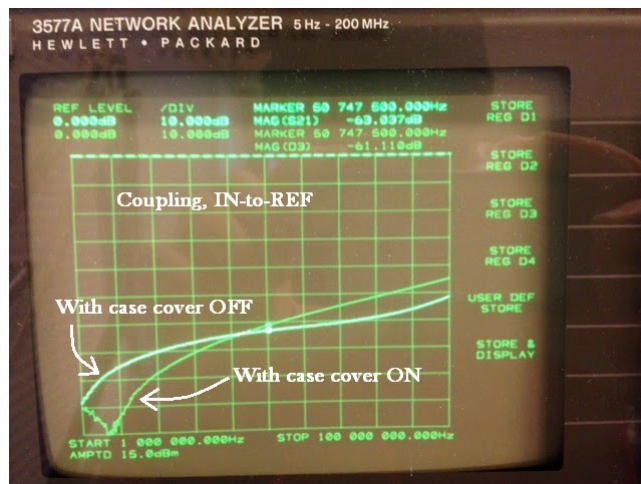 3577A NETWORK ANALYZER 5 Hz - 200 MHz
HEWLETT • PACKARD
REF LEVEL /DIV MARKER 50 747 500.000Hz
0.000dB 10.000dB MAG(S21) -63.037dB
0.000dB 10.000dB MARKER 50 747 500.000Hz
MAG(D3) -61.110dB
STORE
REG D1
STORE
REG D2
STORE
REG D3
STORE
REG D4
USER DEF
STORE
STORE &
DISPLAY
Coupling, IN-to-REF
With case cover OFF
With case cover ON
START 1 000 000.000Hz STOP 100 000 000.000Hz
AMPTD 15.0dBm